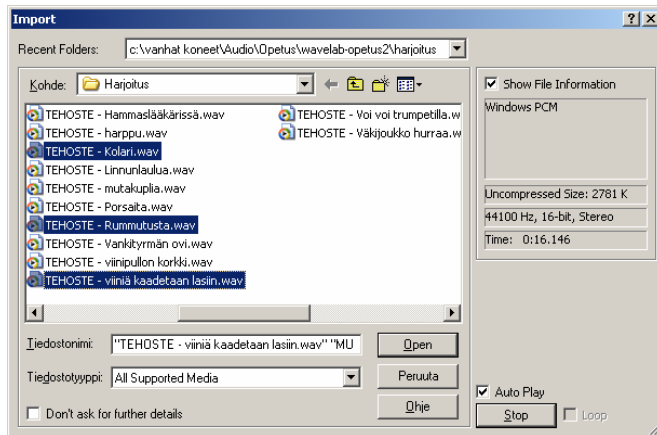 Import
Recent Folders: c:\vanhat koneet\Audio\Opetus\wavelab-opetus2\harjoitus
Kohde: Harjoitus
TEHOSTE - Hammaslääkärissä.wav
TEHOSTE - harppu.wav
TEHOSTE - Kolari.wav
TEHOSTE - Linnunlaulua.wav
TEHOSTE - mutakuplia.wav
TEHOSTE - Porsaita.wav
TEHOSTE - Rummutusta.wav
TEHOSTE - Vankityrmän ovi.wav
TEHOSTE - viinipullon korkki.wav
TEHOSTE - viiniä kaadetaan lasiin.wav
TEHOSTE - Voi voi trumpetilla.w
TEHOSTE - Väkijoukko hurraa.w
Tiedostonimi: "TEHOSTE - viiniä kaadetaan lasiin.wav" "MU
Open
Tiedostotyyppi: All Supported Media
Peruuta
Don't ask for further details
Ohje
Show File Information
Windows PCM
Uncompressed Size: 2781 K
44100 Hz, 16-bit, Stereo
Time: 0:16.146
Auto Play
Stop
Loop